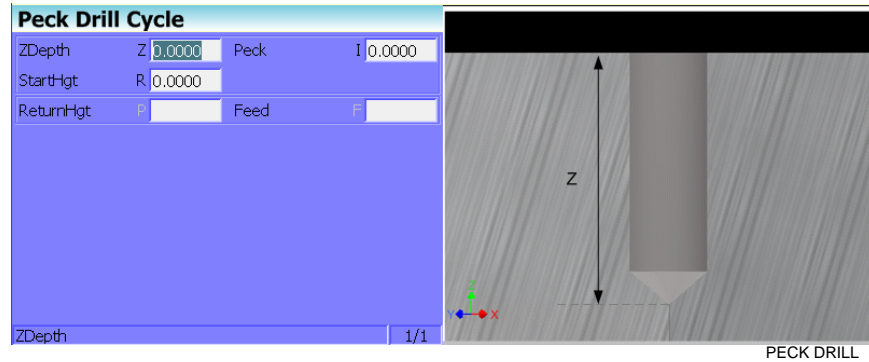 Peck Drill Cycle
ZDepth Z 0.0000 Peck I 0.0000
StartHgt R 0.0000
ReturnHgt P Feed F
Z
Z
Y X
ZDepth 1/1
PECK DRILL